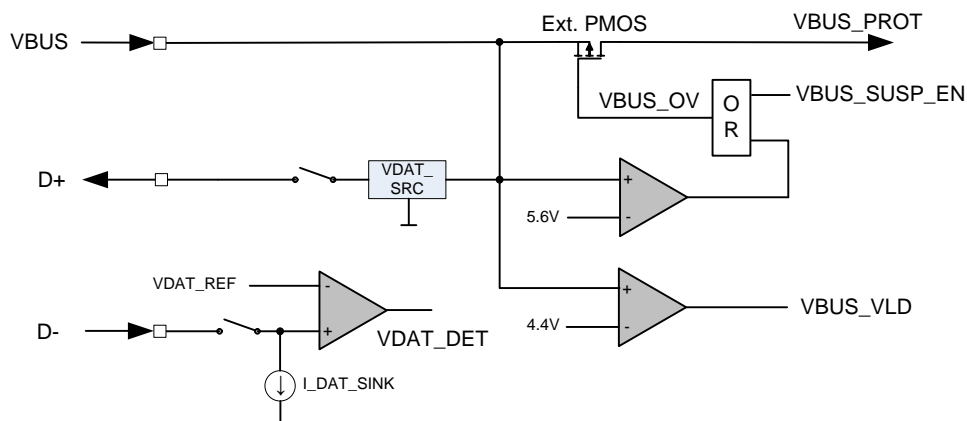 Ext. PMOS
VBUS_PROT
VBUS
VBUS_OV
O
R
VBUS_SUSP_EN
D+
VDAT_
SRC
+
5.6V
-
VDAT_REF
-
+
4.4V
-
VBUS_VLD
D-
+
VDAT_DET
I_DAT_SINK